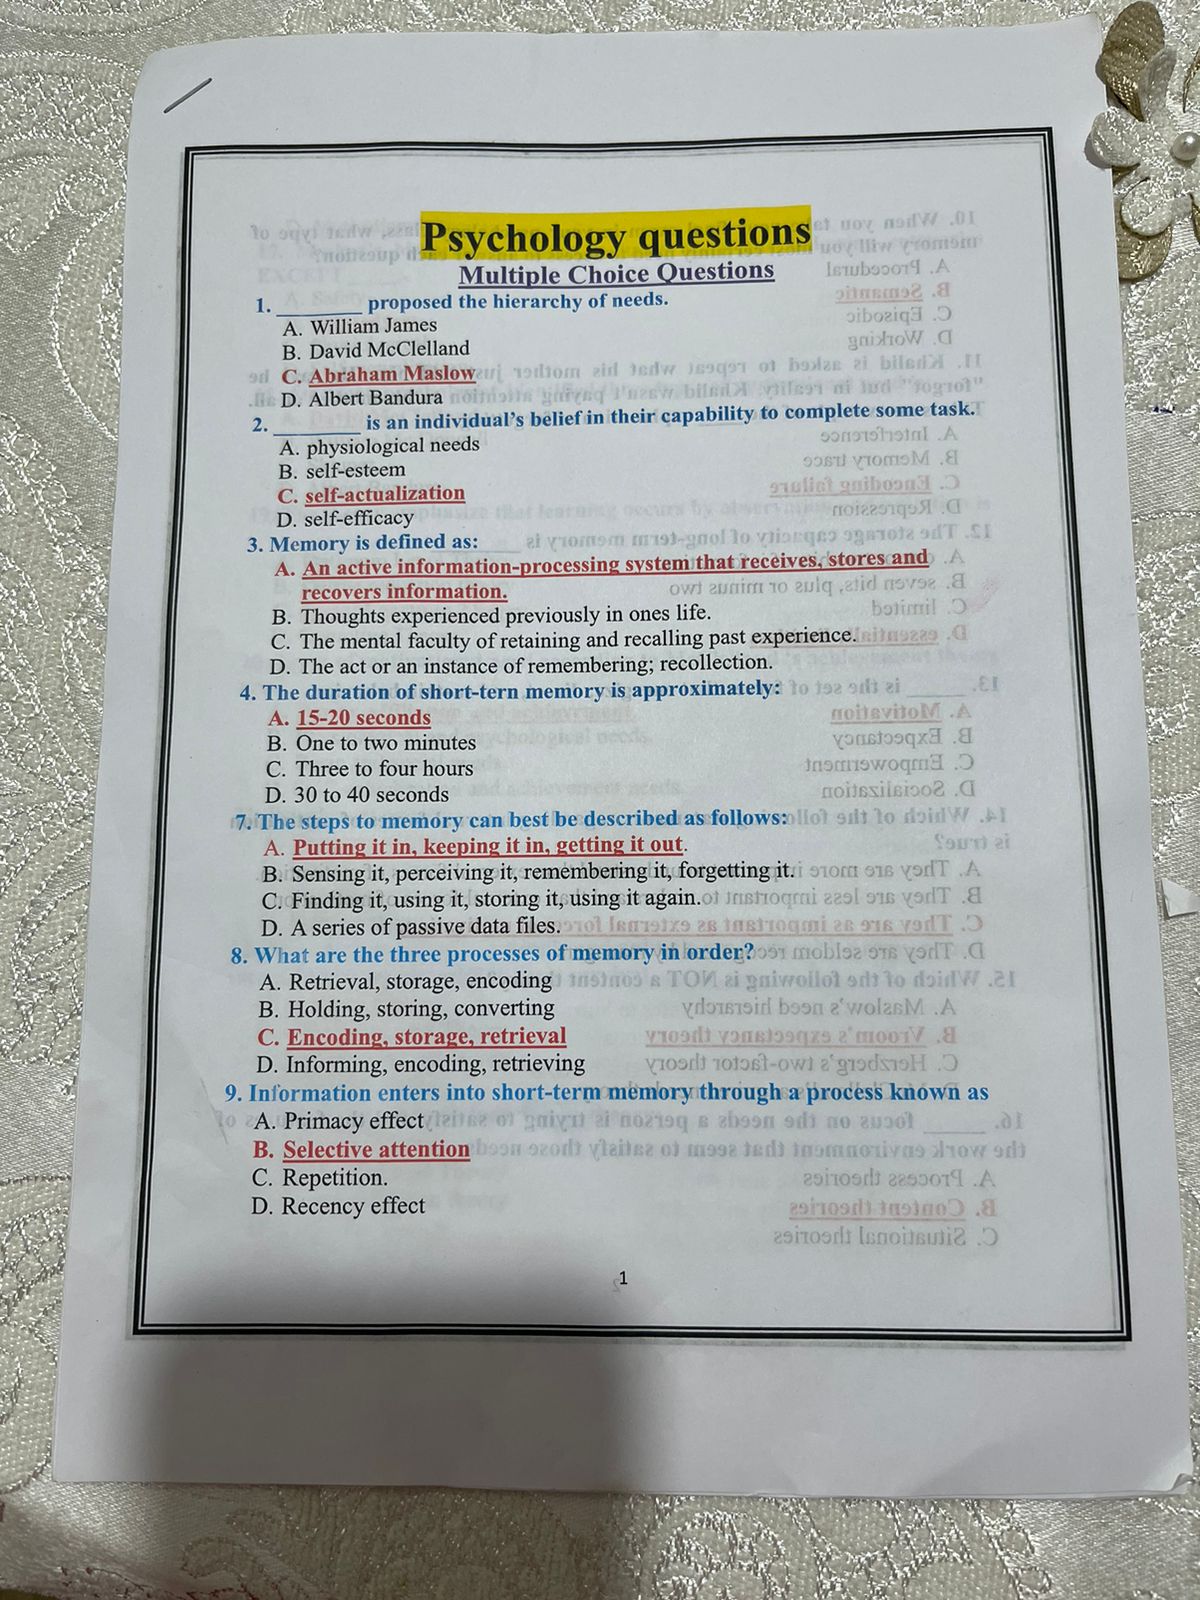 Psychology questions
Multiple Choice Questions
1. ________ proposed the hierarchy of needs.
A. William James
B. David McClelland
C. Abraham Maslow
D. Albert Bandura
2. ________ is an individual's belief in their capability to complete some task.
A. physiological needs
B. self-esteem
C. self-actualization
D. self-efficacy
3. Memory is defined as:
A. An active information-processing system that receives, stores and
recovers information.
B. Thoughts experienced previously in ones life.
C. The mental faculty of retaining and recalling past experience.
D. The act or an instance of remembering; recollection.
4. The duration of short-tern memory is approximately:
A. 15-20 seconds
B. One to two minutes
C. Three to four hours
D. 30 to 40 seconds
7. The steps to memory can best be described as follows:
A. Putting it in, keeping it in, getting it out.
B. Sensing it, perceiving it, remembering it, forgetting it.
C. Finding it, using it, storing it, using it again.
D. A series of passive data files.
8. What are the three processes of memory in order?
A. Retrieval, storage, encoding
B. Holding, storing, converting
C. Encoding, storage, retrieval
D. Informing, encoding, retrieving
9. Information enters into short-term memory through a process known as
A. Primacy effect
B. Selective attention
C. Repetition.
D. Recency effect
1